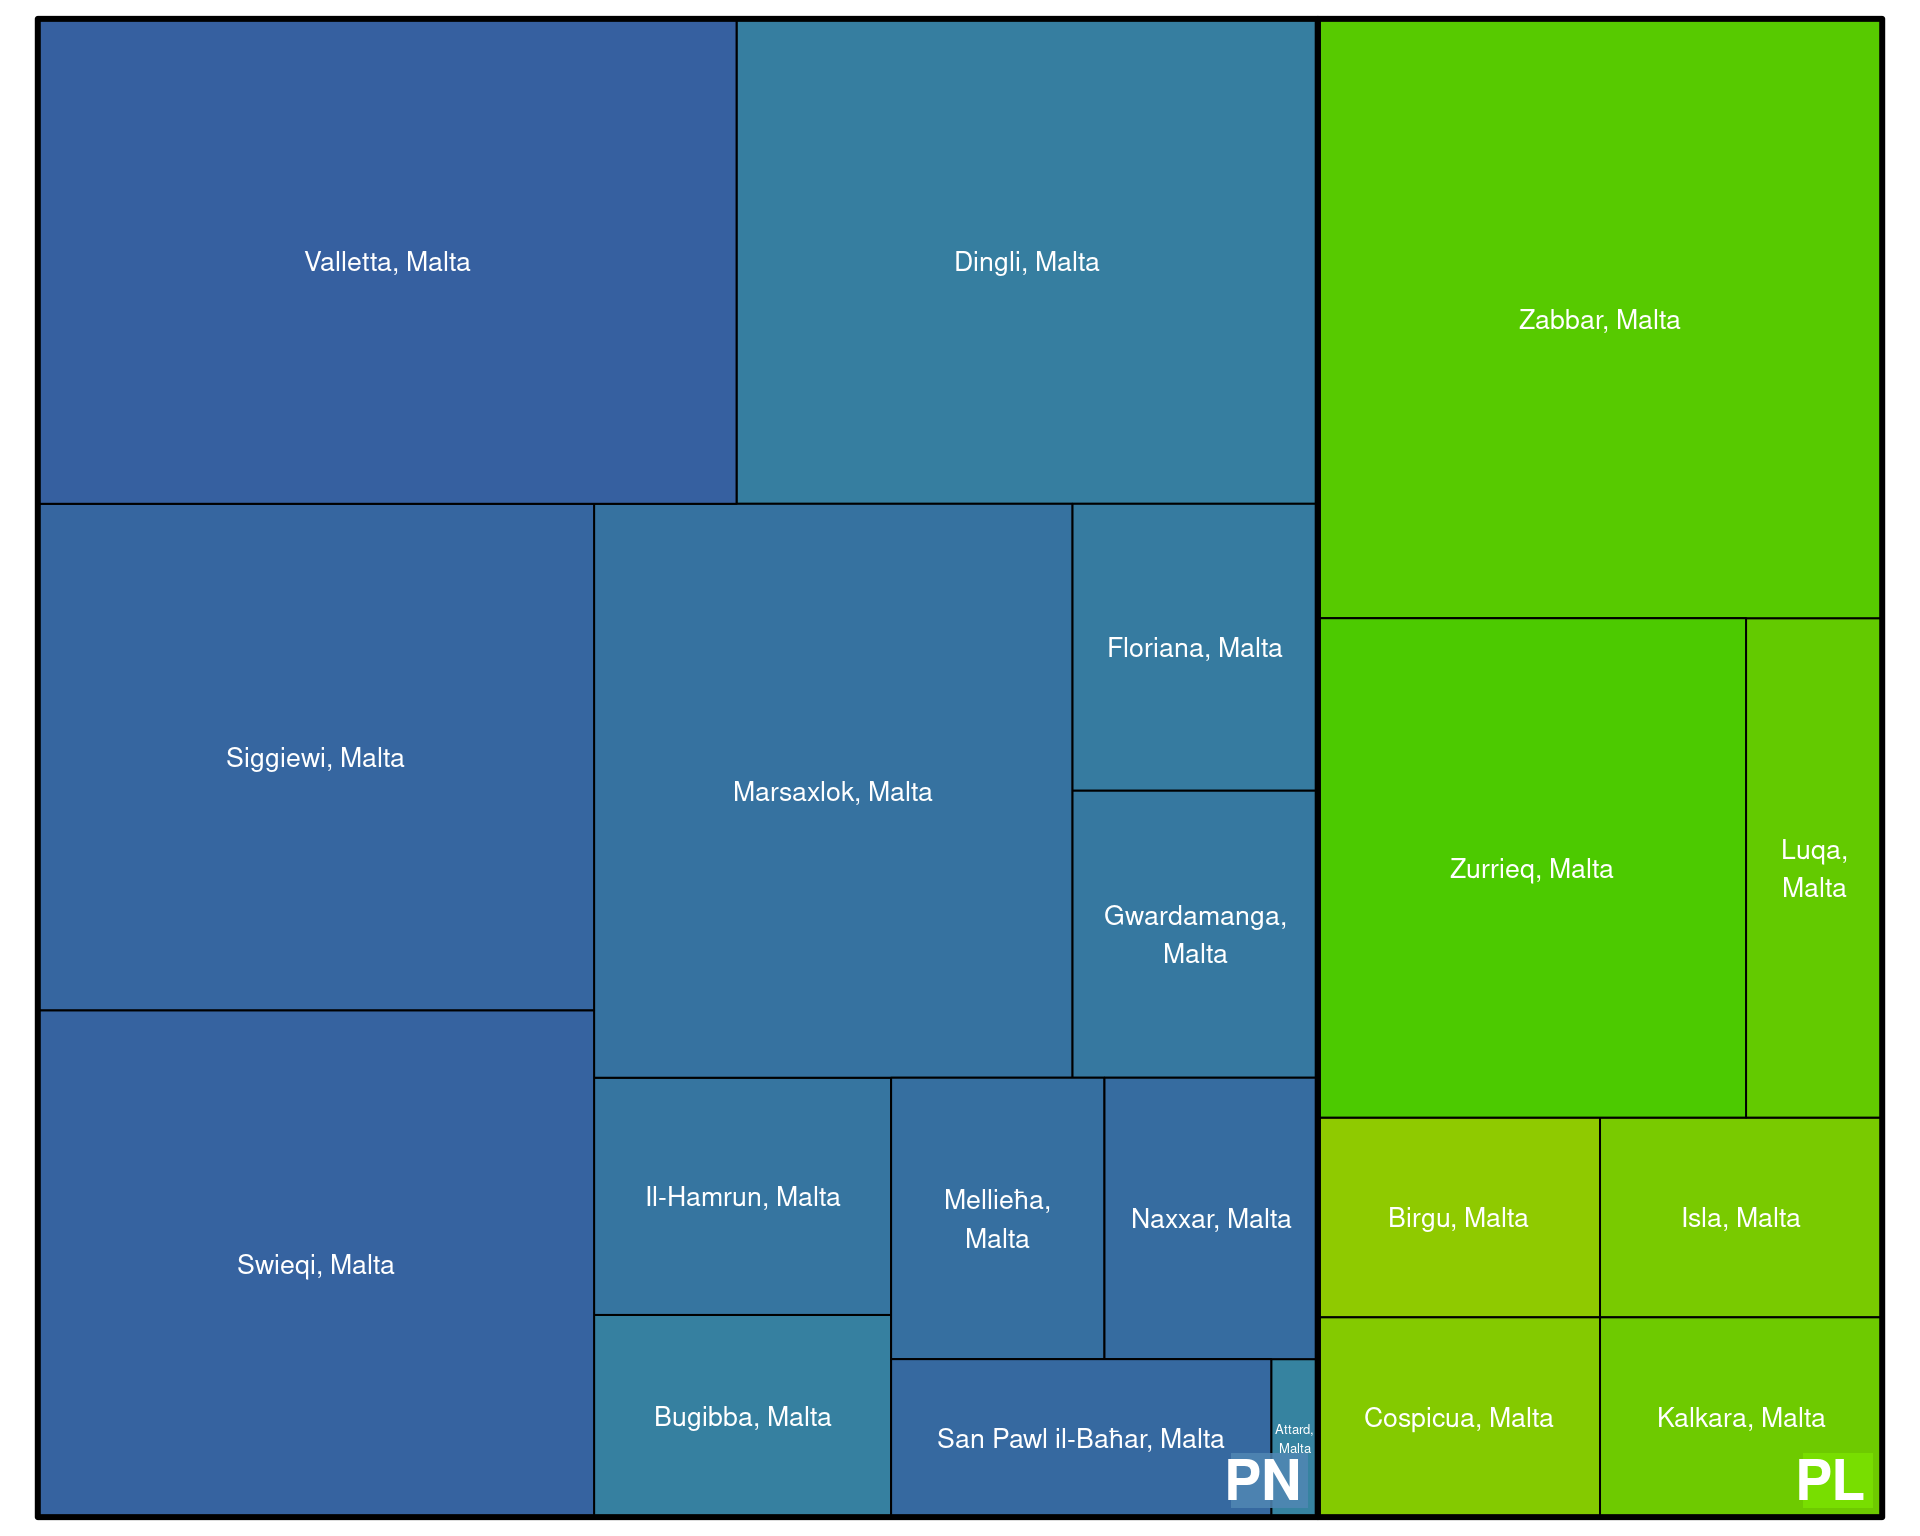 Valletta, Malta
Dingli, Malta
Zabbar, Malta
Siggiewi, Malta
Marsaxlok, Malta
Floriana, Malta
Gwardamanga,
Malta
Zurrieq, Malta
Luqa,
Malta
Swieqi, Malta
Il-Hamrun, Malta
Mellieħa,
Malta
Naxxar, Malta
Birgu, Malta
Isla, Malta
Bugibba, Malta
San Pawl il-Baħar, Malta
Attard,
Malta
Cospicua, Malta
Kalkara, Malta
PN
PL